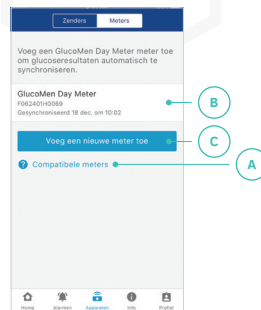 Zenders Meters
Voeg een GlucoMen Day Meter meter toe
om glucoseresultaten automatisch te
synchroniseren.
GlucoMen Day Meter
F062401H0069
Gesynchroniseerd 18 dec. om 10:02
B
Voeg een nieuwe meter toe
C
Compatibele meters
A
Home Alarmen Apparaten Info Profiel